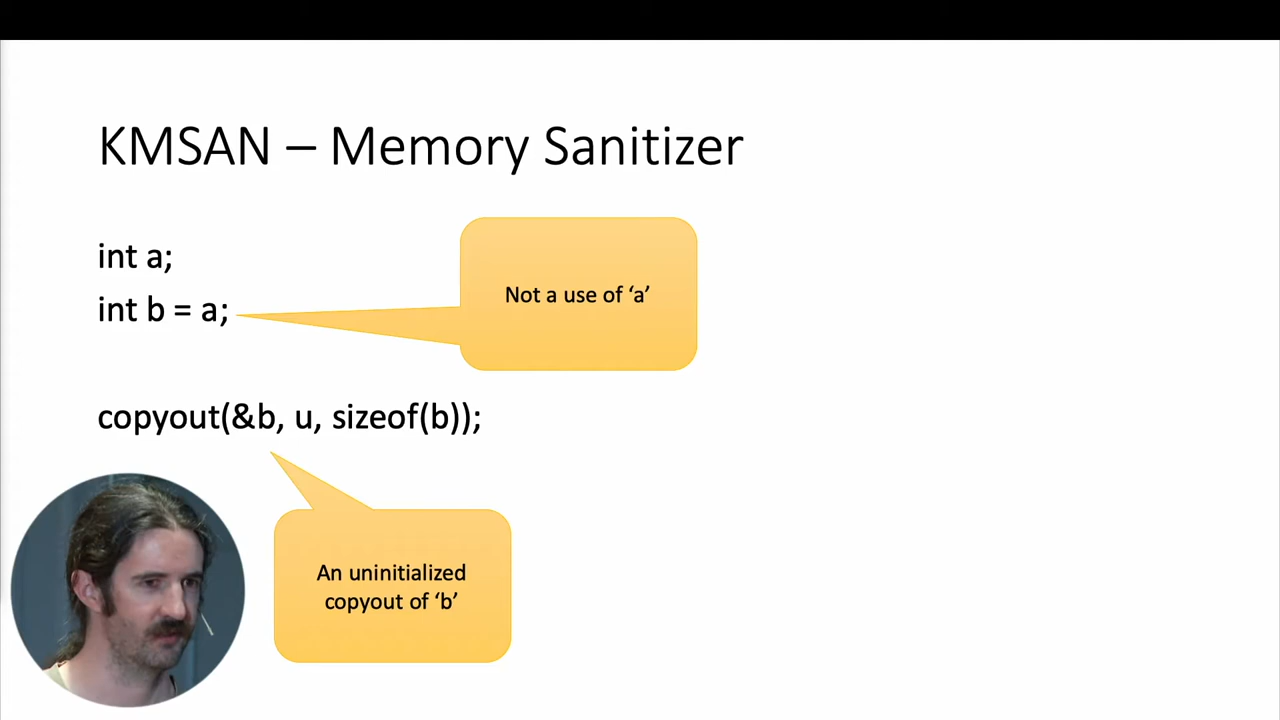 KMSAN – Memory Sanitizer
int a;
int b = a;
Not a use of ‘a’
copyout(&b, u, sizeof(b));
An uninitialized
copyout of ‘b’